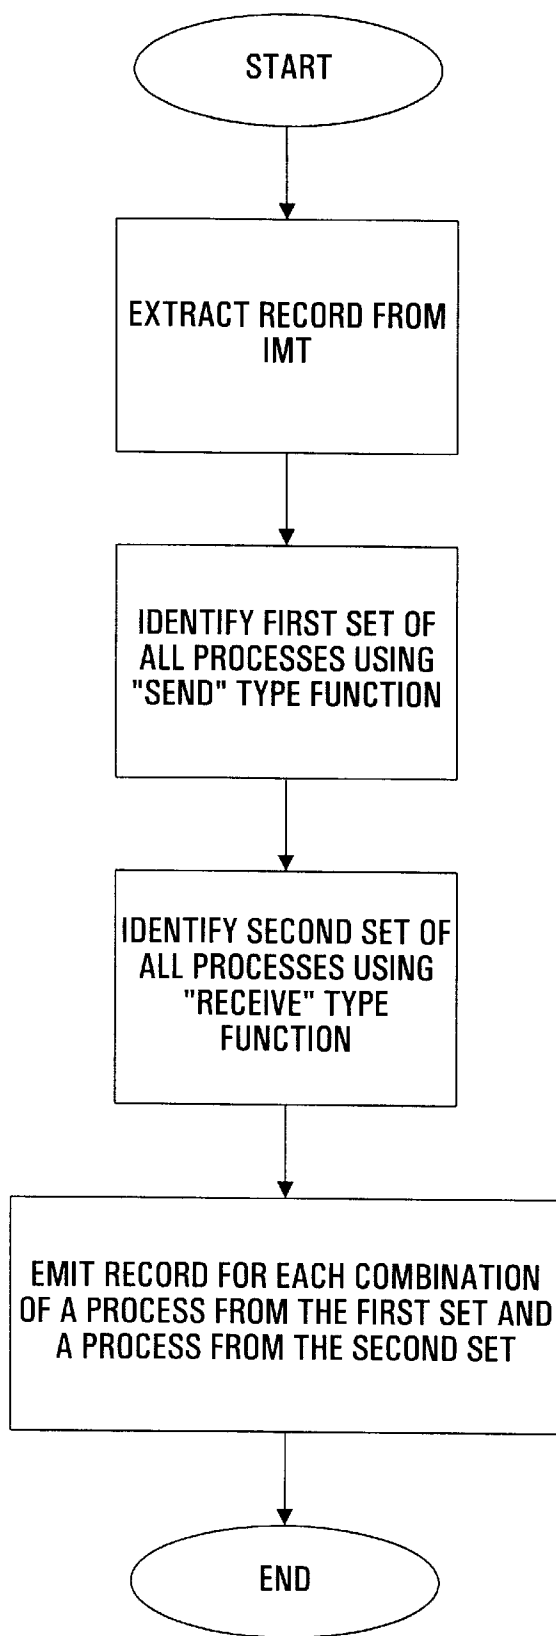 START
EXTRACT RECORD FROM
IMT
IDENTIFY FIRST SET OF
ALL PROCESSES USING
"SEND" TYPE FUNCTION
IDENTIFY SECOND SET OF
ALL PROCESSES USING
"RECEIVE" TYPE
FUNCTION
EMIT RECORD FOR EACH COMBINATION
OF A PROCESS FROM THE FIRST SET AND
A PROCESS FROM THE SECOND SET
END